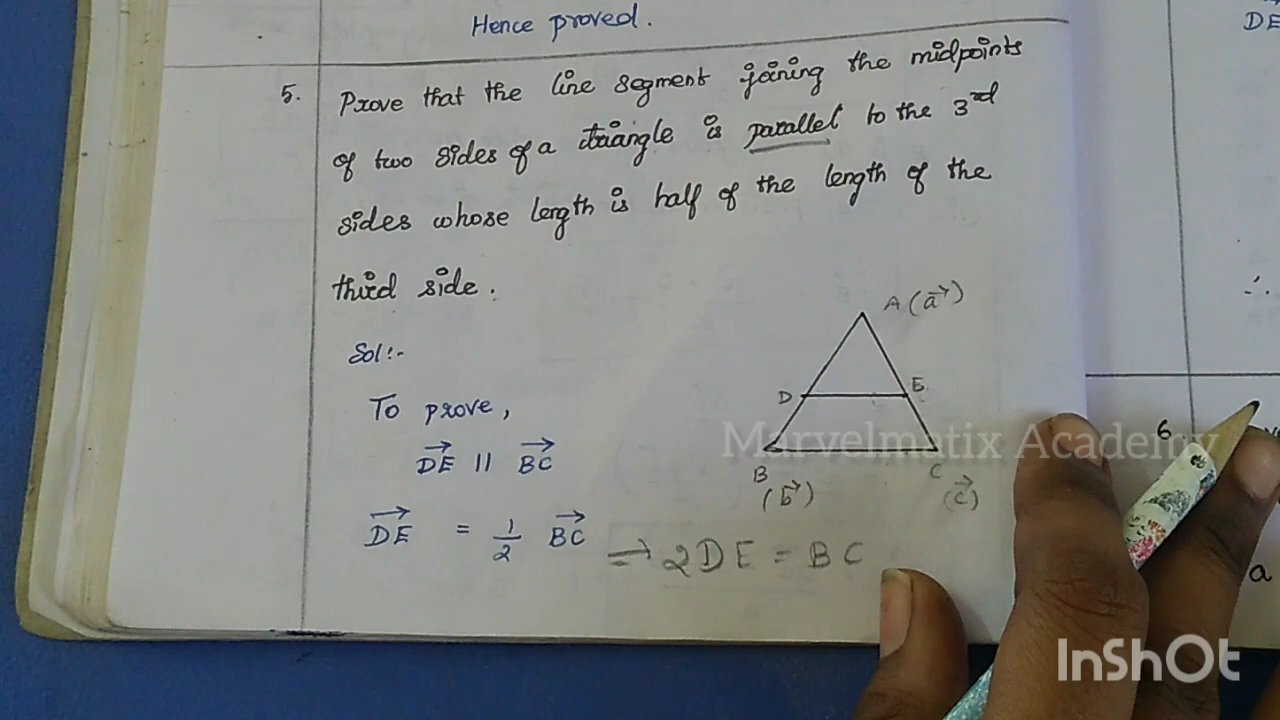 Hence proved.
DE
5. Prove that the line segment joining the midpoints
of two sides of a triangle is parallel to the 3rd
sides whose length is half of the length of the
third side.
Sol:-
To prove,
DE || BC
DE = 1/2 BC ⇒ 2DE = BC
A (a)
D E
B C
(b) (c)
∴
6
a
Marvelmatix Academy
InShOt